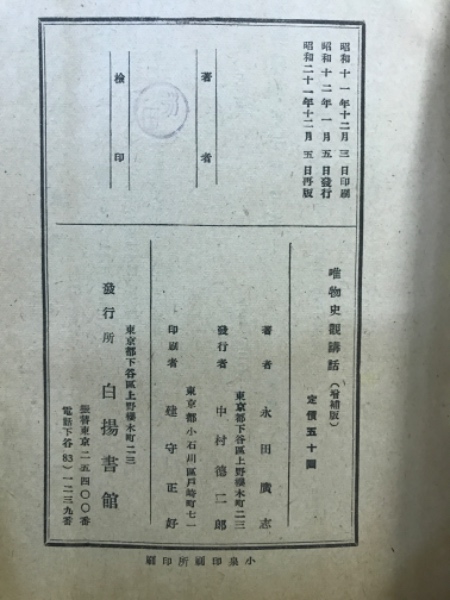 昭和十一年十二月三日印刷
昭和十二年一月五日發行
昭和二十一年十二月五日再版
著者
檢印
唯物史觀講話(增補版)
定價五十圓
著者 永田廣志
東京都下谷區上野櫻木町二三
發行者 中村德二郎
東京都小石川區戶崎町七一
印刷者 建守正好
東京都下谷區上野櫻木町二三
發行所 白揚書館
振替東京二五四〇〇番
電話下谷(83)一二三九番
小泉印刷所印刷